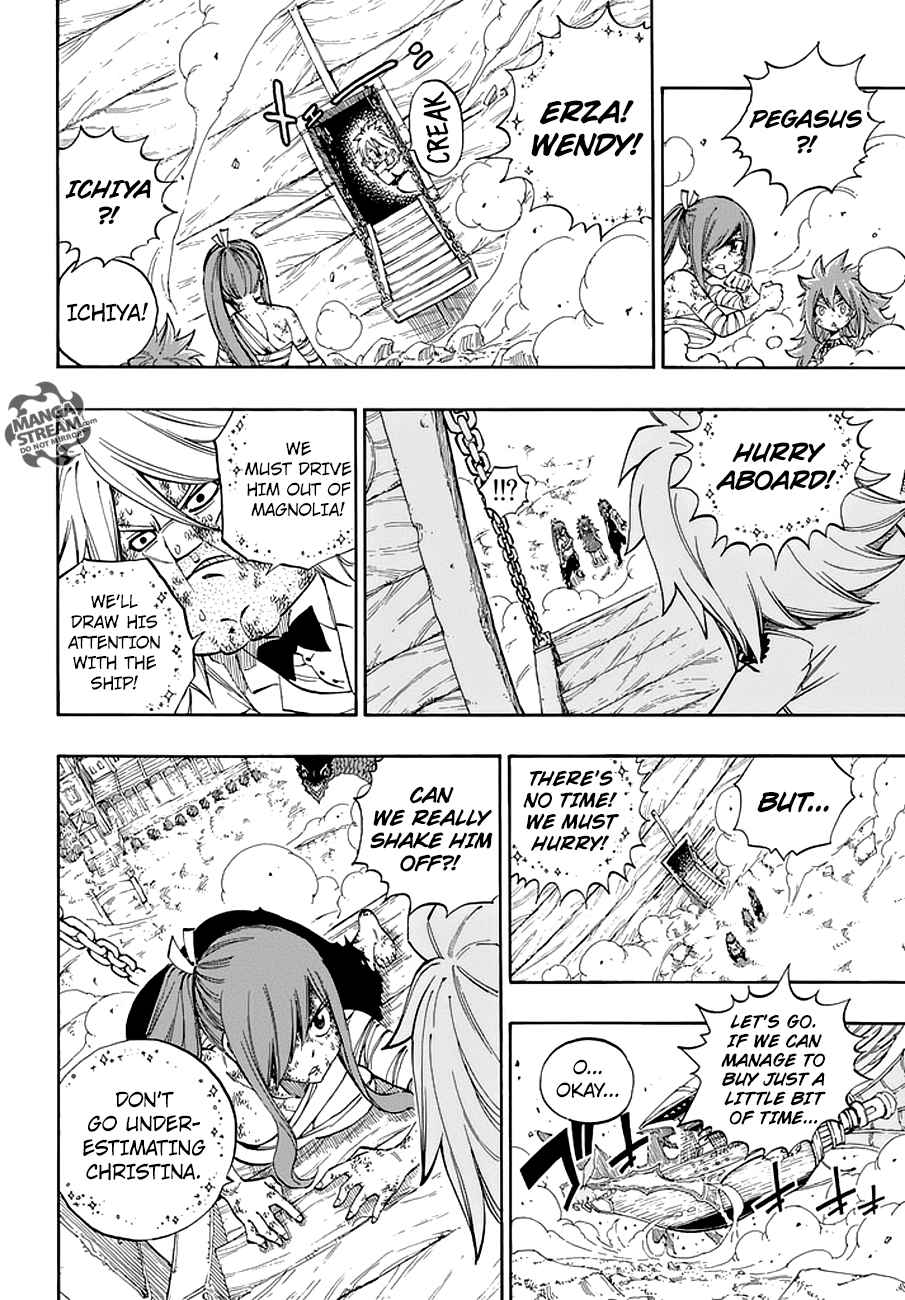 PEGASUS
?!
ERZA!
WENDY!
CREAK
ICHIYA
?!
ICHIYA!
HURRY
ABOARD!
!!?
WE
MUST DRIVE
HIM OUT OF
MAGNOLIA!
WE'LL
DRAW HIS
ATTENTION
WITH THE
SHIP!
MANGA
STREAM.com
DO NOT MIRROR
BUT...
THERE'S
NO TIME!
WE MUST
HURRY!
LET'S GO.
IF WE CAN
MANAGE TO
BUY JUST A
LITTLE BIT
OF TIME...
O...
OKAY...
CAN
WE REALLY
SHAKE HIM
OFF?!
DON'T
GO UNDER-
ESTIMATING
CHRISTINA.